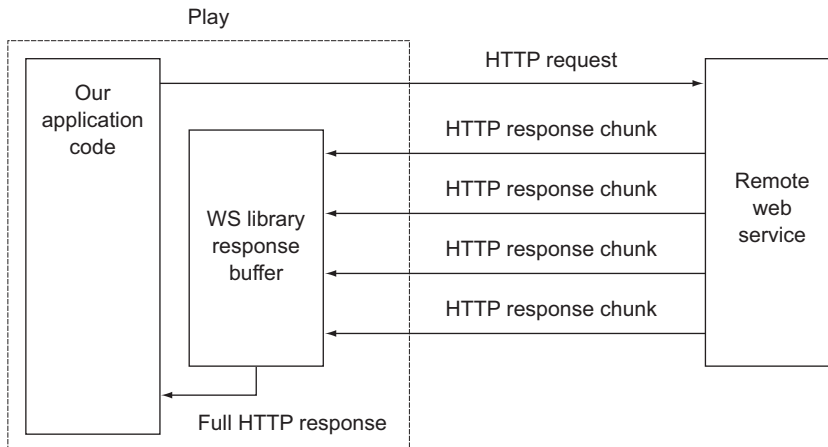 Play
HTTP request
Our
application
code
HTTP response chunk
HTTP response chunk
WS library
response
buffer
Remote
web
service
HTTP response chunk
HTTP response chunk
Full HTTP response